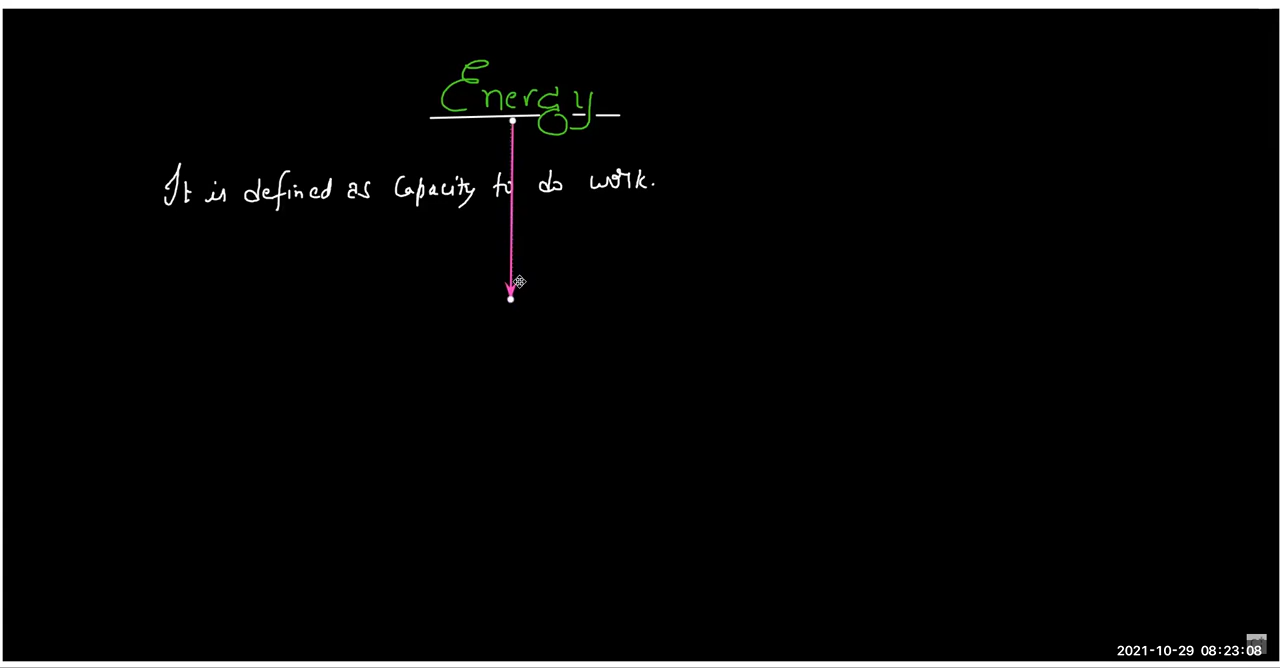 Energy
It is defined as Capacity to do work.
2021-10-29 08:23:08